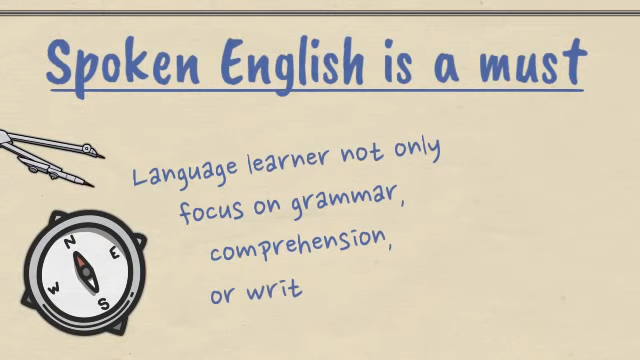 Spoken English is a must
Language learner not only
focus on grammar,
comprehension,
or writ
N
E
W
S